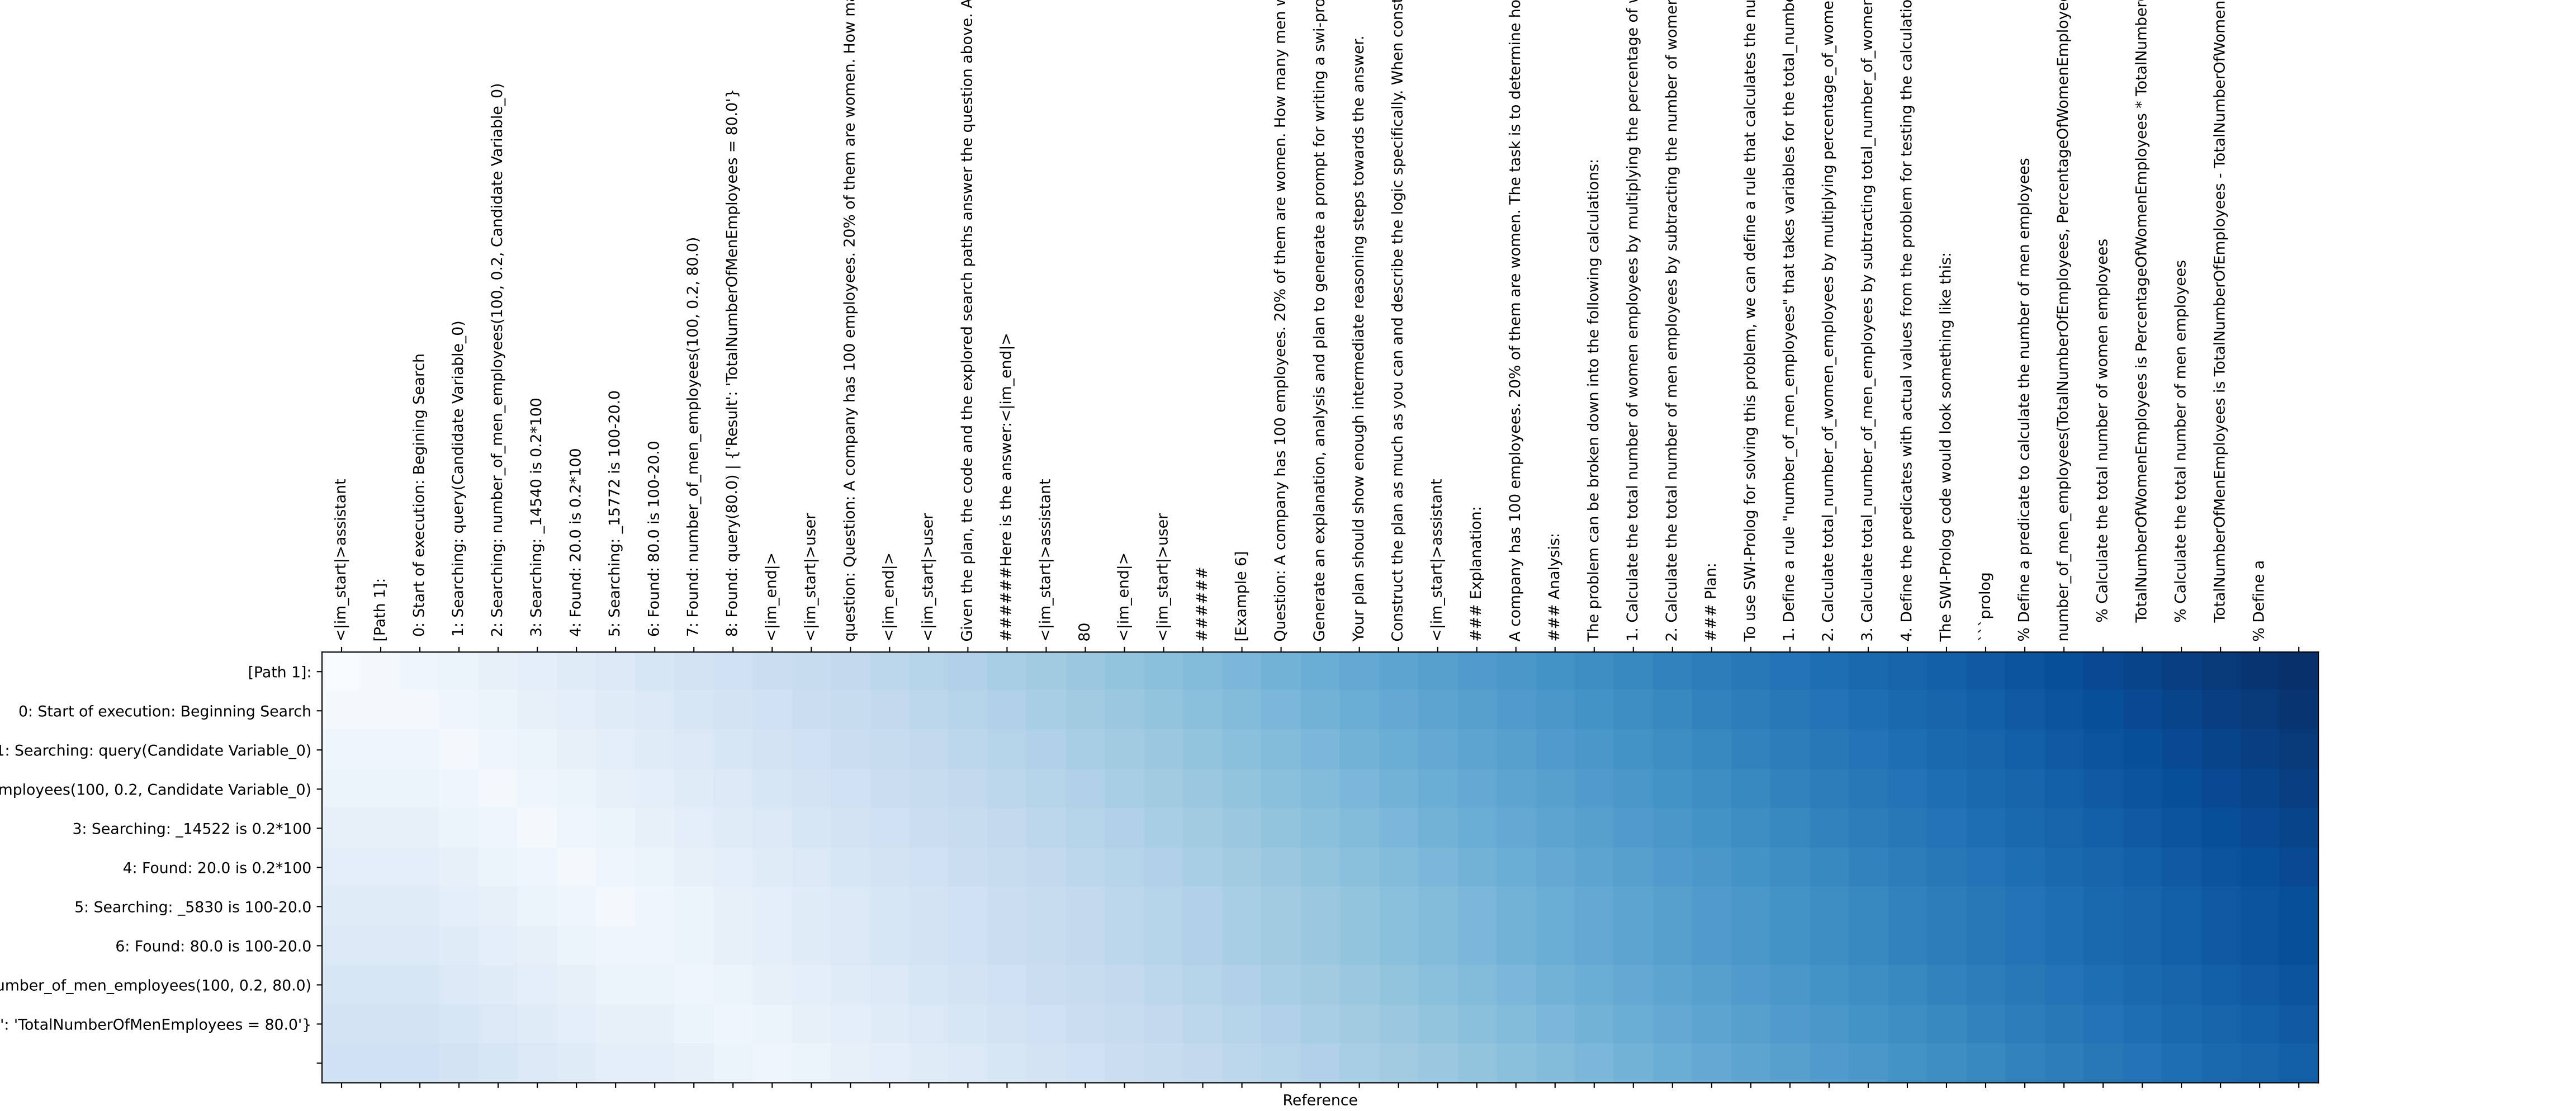 <|im_start|>assistant
[Path 1]:
0: Start of execution: Begining Search
1: Searching: query(Candidate Variable_0)
2: Searching: number_of_men_employees(100, 0.2, Candidate Variable_0)
3: Searching: _14540 is 0.2*100
4: Found: 20.0 is 0.2*100
5: Searching: _15772 is 100-20.0
6: Found: 80.0 is 100-20.0
7: Found: number_of_men_employees(100, 0.2, 80.0)
8: Found: query(80.0) | {'Result': 'TotalNumberOfMenEmployees = 80.0'}
<|im_end|>
<|im_start|>user
question: Question: A company has 100 employees. 20% of them are women. How
<|im_end|>
<|im_start|>user
Given the plan, the code and the explored search paths answer the question above.
######Here is the answer:<|im_end|>
<|im_start|>assistant
80
<|im_end|>
<|im_start|>user
######
[Example 6]
Question: A company has 100 employees. 20% of them are women. How many men
Generate an explanation, analysis and plan to generate a prompt for writing a
Your plan should show enough intermediate reasoning steps towards the answer.
Construct the plan as much as you can and describe the logic specifically. When
<|im_start|>assistant
### Explanation:
A company has 100 employees. 20% of them are women. The task is to determine
### Analysis:
The problem can be broken down into the following calculations:
1. Calculate the total number of women employees by multiplying the percentage of
2. Calculate the total number of men employees by subtracting the number of women
### Plan:
To use SWI-Prolog for solving this problem, we can define a rule that calculates the
1. Define a rule "number_of_men_employees" that takes variables for the
2. Calculate total_number_of_women_employees by multiplying
3. Calculate total_number_of_men_employees by subtracting
4. Define the predicates with actual values from the problem for testing the
The SWI-Prolog code would look something like this:
```prolog
% Define a predicate to calculate the number of men employees
number_of_men_employees(TotalNumberOfEmployees,
% Calculate the total number of women employees
TotalNumberOfWomenEmployees is PercentageOfWomenEmployees *
% Calculate the total number of men employees
TotalNumberOfMenEmployees is TotalNumberOfEmployees -
% Define a
[Path 1]:
0: Start of execution: Beginning Search
1: Searching: query(Candidate Variable_0)
mployees(100, 0.2, Candidate Variable_0)
3: Searching: _14522 is 0.2*100
4: Found: 20.0 is 0.2*100
5: Searching: _5830 is 100-20.0
6: Found: 80.0 is 100-20.0
umber_of_men_employees(100, 0.2, 80.0)
': 'TotalNumberOfMenEmployees = 80.0'}
Reference